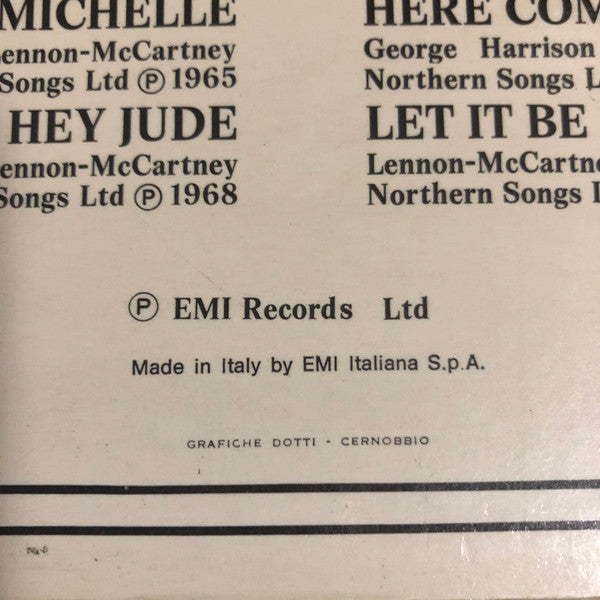 MICHELLE
Lennon-McCartney
Songs Ltd Ⓟ 1965
HEY JUDE
Lennon-McCartney
Songs Ltd Ⓟ 1968
HERE COM
George Harrison
Northern Songs L
LET IT BE
Lennon-McCartne
Northern Songs L
Ⓟ EMI Records Ltd
Made in Italy by EMI Italiana S.p.A.
GRAFICHE DOTTI - CERNOBBIO